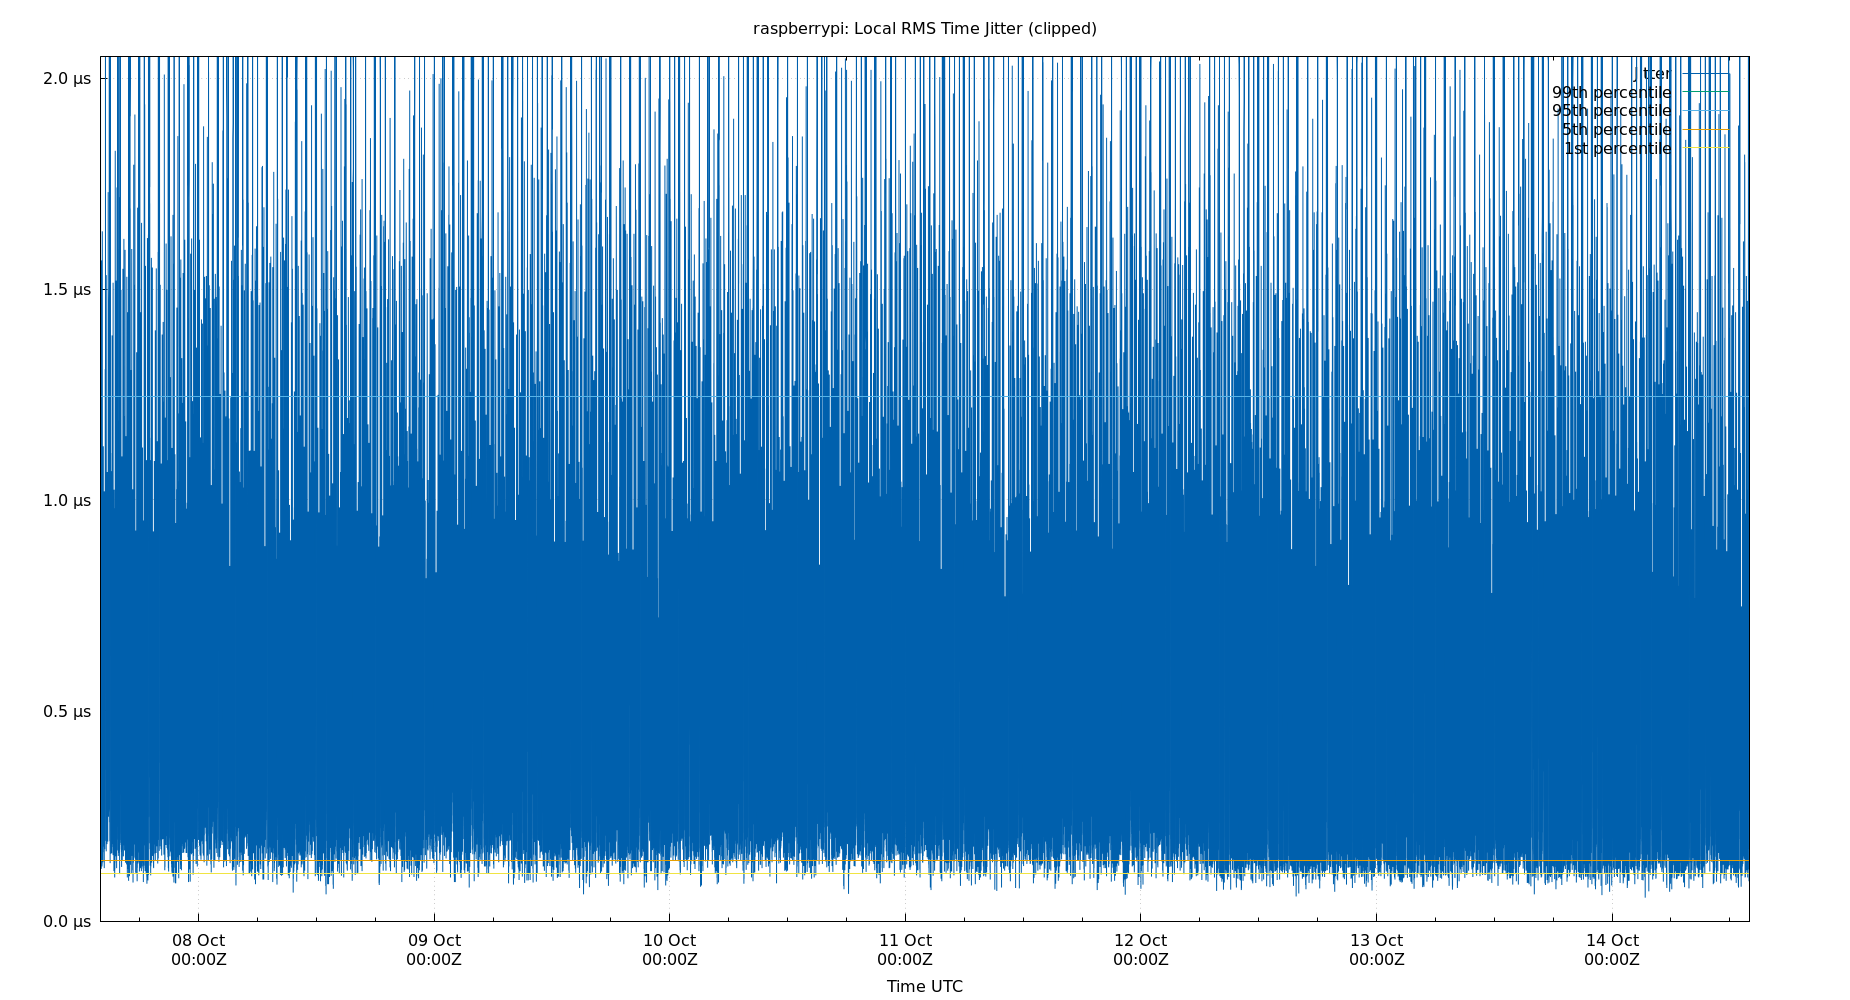 raspberrypi: Local RMS Time Jitter (clipped)
2.0 µs
1.5 µs
1.0 µs
0.5 µs
0.0 µs
Jitter
99th percentile
95th percentile
5th percentile
1st percentile
08 Oct
00:00Z
09 Oct
00:00Z
10 Oct
00:00Z
11 Oct
00:00Z
12 Oct
00:00Z
13 Oct
00:00Z
14 Oct
00:00Z
Time UTC